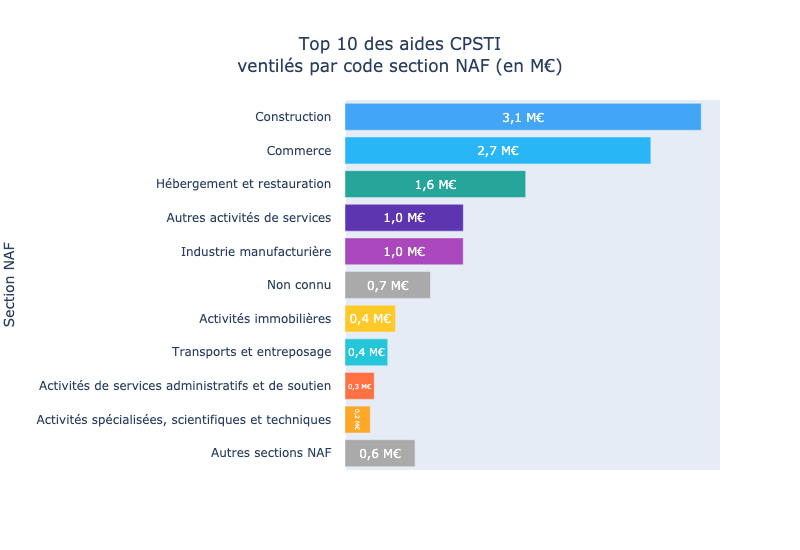 Top 10 des aides CPSTI
ventilés par code section NAF (en M€)
Section NAF
Construction 3,1 M€
Commerce 2,7 M€
Hébergement et restauration 1,6 M€
Autres activités de services 1,0 M€
Industrie manufacturière 1,0 M€
Non connu 0,7 M€
Activités immobilières 0,4 M€
Transports et entreposage 0,4 M€
Activités de services administratifs et de soutien 0,3 M€
Activités spécialisées, scientifiques et techniques 0,2 M€
Autres sections NAF 0,6 M€